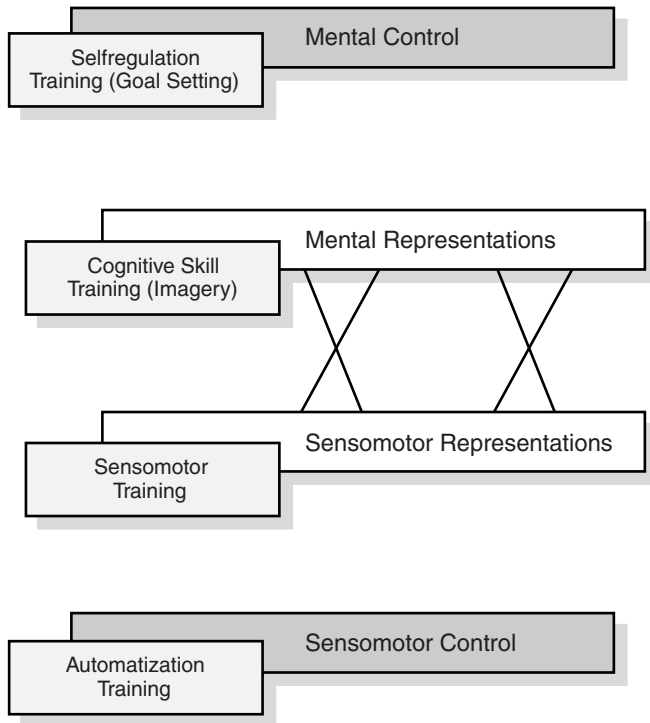 Mental Control
Selfregulation
Training (Goal Setting)
Mental Representations
Cognitive Skill
Training (Imagery)
Sensomotor Representations
Sensomotor
Training
Sensomotor Control
Automatization
Training